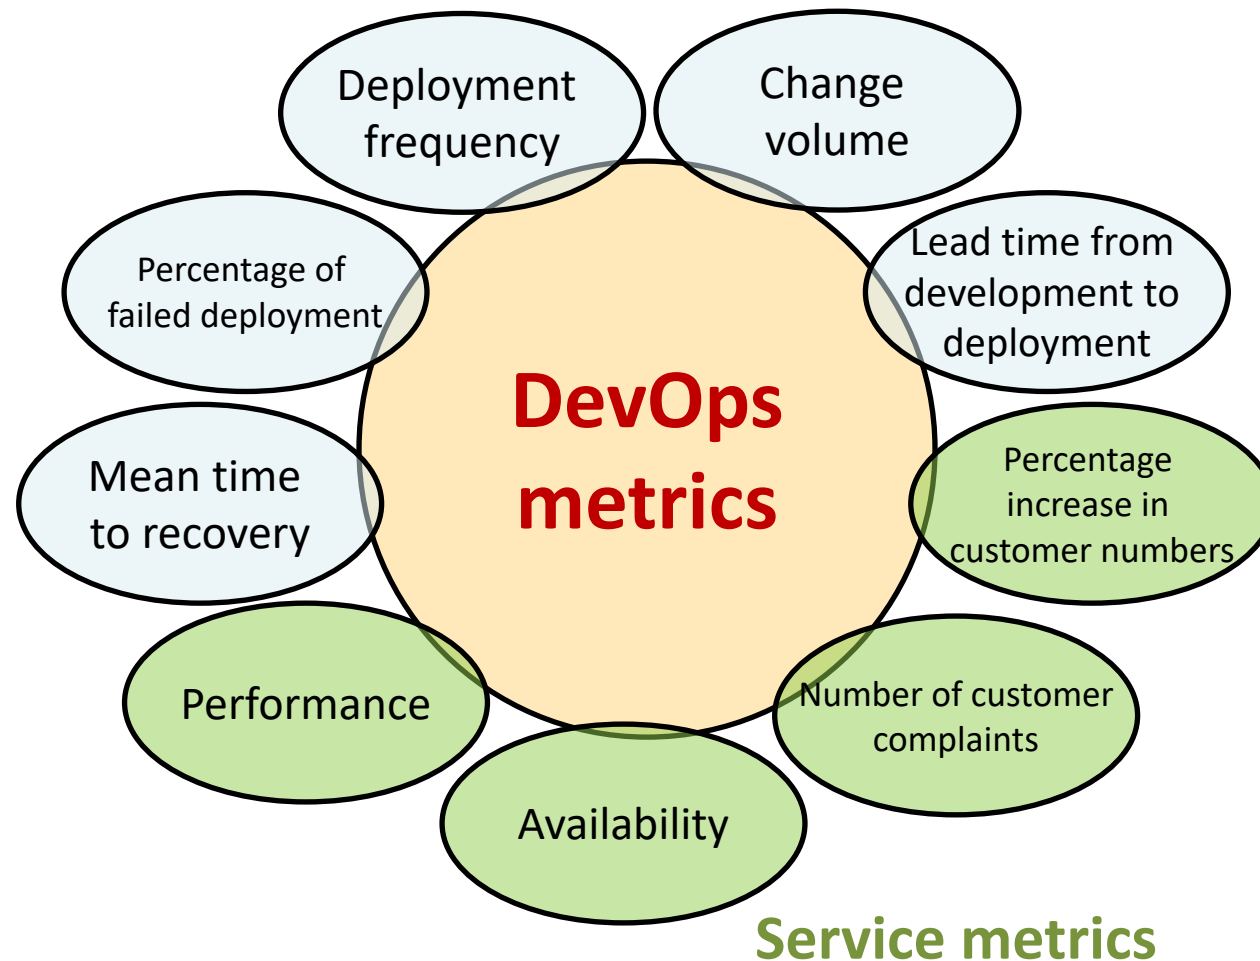 Deployment
frequency
Change
volume
Percentage of
failed deployment
Lead time from
development to
deployment
DevOps
metrics
Mean time
to recovery
Percentage
increase in
customer numbers
Performance
Number of customer
complaints
Availability
Service metrics